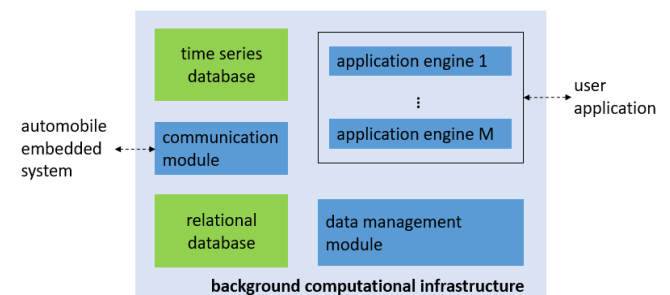 time series
database
application engine 1
⋮
application engine M
user
application
automobile
embedded
system
communication
module
relational
database
data management
module
background computational infrastructure